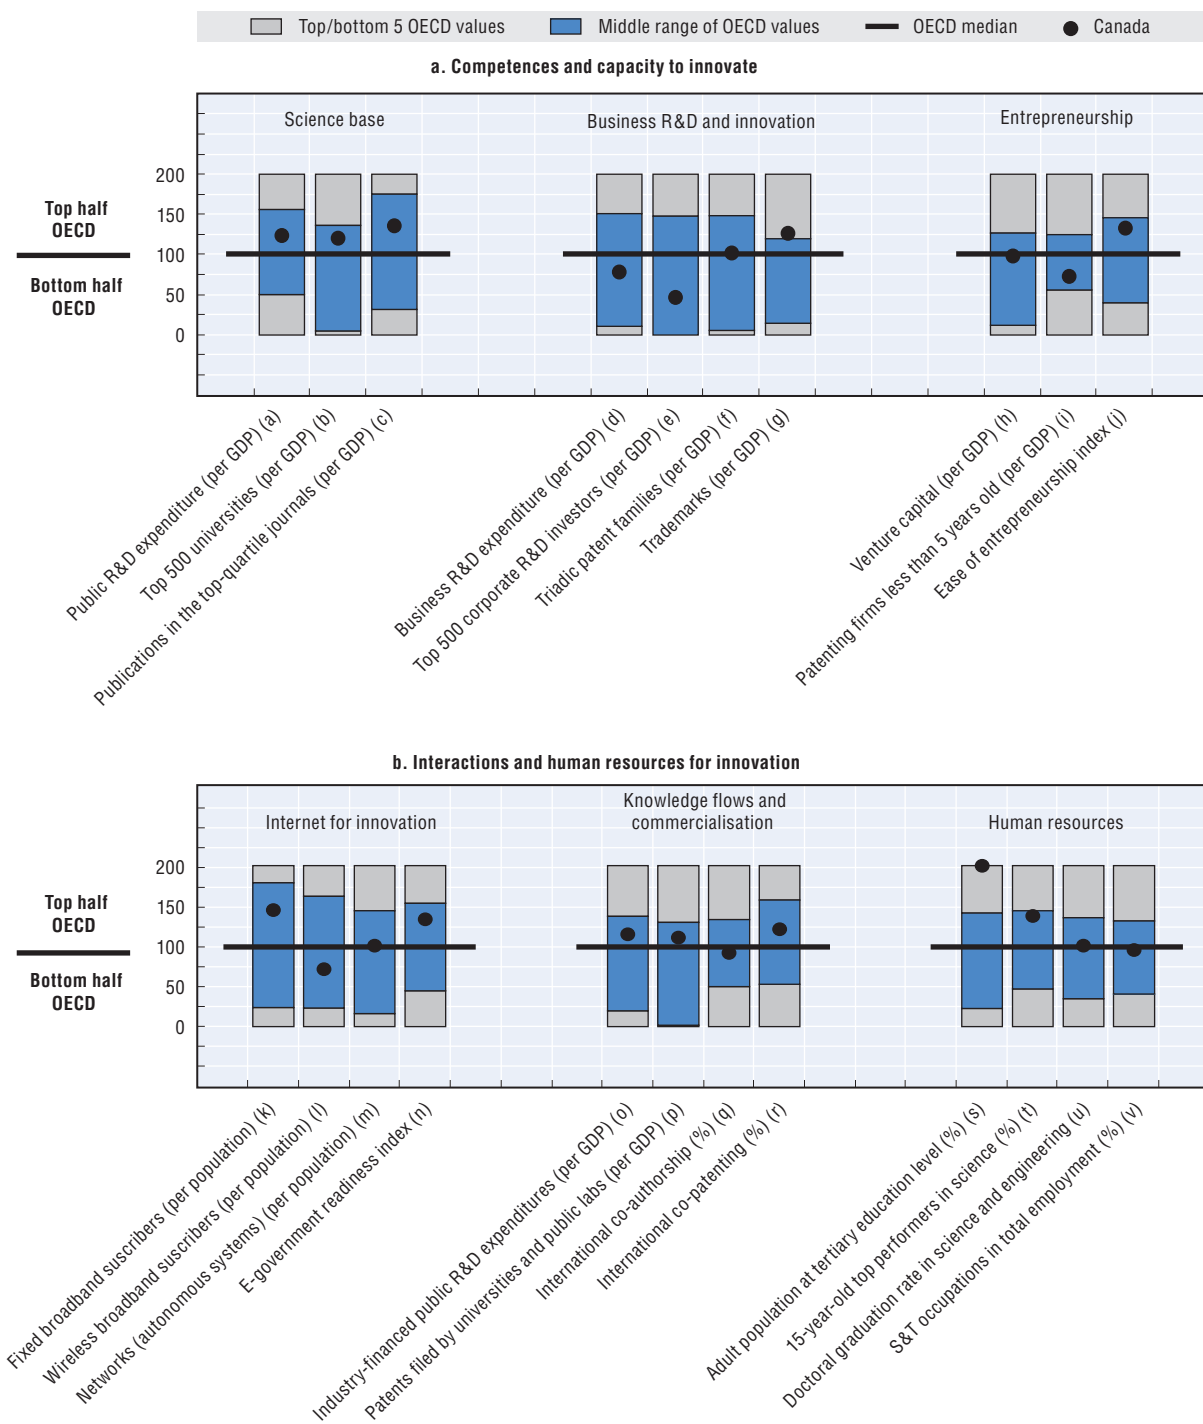 Top/bottom 5 OECD values Middle range of OECD values OECD median Canada
a. Competences and capacity to innovate
Science base Business R&D and innovation Entrepreneurship
200
150
100
50
0
Top half
OECD
Bottom half
OECD
Public R&D expenditure (per GDP) (a)
Top 500 universities (per GDP) (b)
Publications in the top-quartile journals (per GDP) (c)
Business R&D expenditure (per GDP) (d)
Top 500 corporate R&D investors (per GDP) (e)
Triadic patent families (per GDP) (f)
Trademarks (per GDP) (g)
Venture capital (per GDP) (h)
Patenting firms less than 5 years old (per GDP) (i)
Ease of entrepreneurship index (j)
b. Interactions and human resources for innovation
Internet for innovation
Knowledge flows and
commercialisation
Human resources
200
150
100
50
0
Top half
OECD
Bottom half
OECD
Fixed broadband suscribers (per population) (k)
Wireless broadband suscribers (per population) (l)
Networks (autonomous systems) (per population) (m)
E-government readiness index (n)
Industry-financed public R&D expenditures (per GDP) (o)
Patents filed by universities and public labs (per GDP) (p)
International co-authorship (%) (q)
International co-patenting (%) (r)
Adult population at tertiary education level (%) (s)
15-year-old top performers in science (%) (t)
Doctoral graduation rate in science and engineering (u)
S&T occupations in total employment (%) (v)